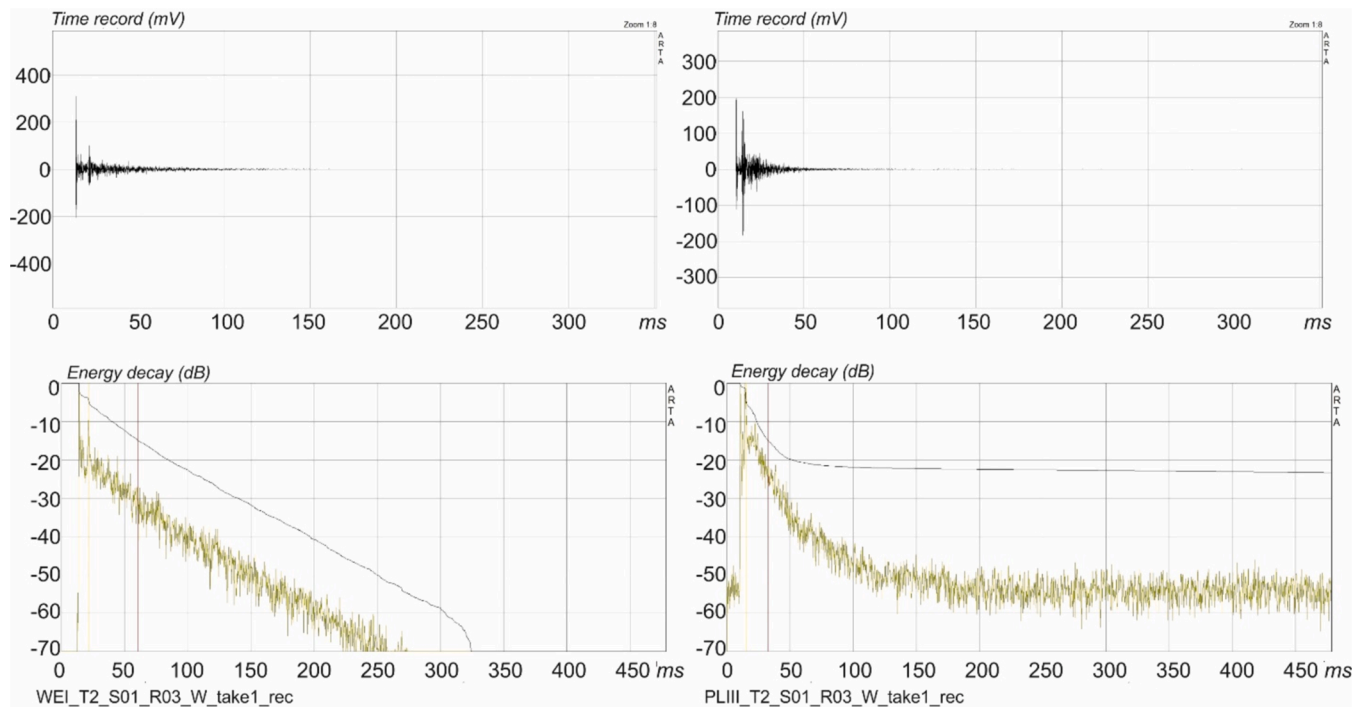 Time record (mV)
Zoom 1:8
A
R
T
A
400
200
0
-200
-400
0 50 100 150 200 250 300 ms
Time record (mV)
Zoom 1:8
A
R
T
A
300
200
100
0
-100
-200
-300
0 50 100 150 200 250 300 ms
Energy decay (dB)
A
R
T
A
0
-10
-20
-30
-40
-50
-60
-70
0 50 100 150 200 250 300 350 400 450 ms
WEI_T2_S01_R03_W_take1_rec
Energy decay (dB)
A
R
T
A
0
-10
-20
-30
-40
-50
-60
-70
0 50 100 150 200 250 300 350 400 450 ms
PLIII_T2_S01_R03_W_take1_rec